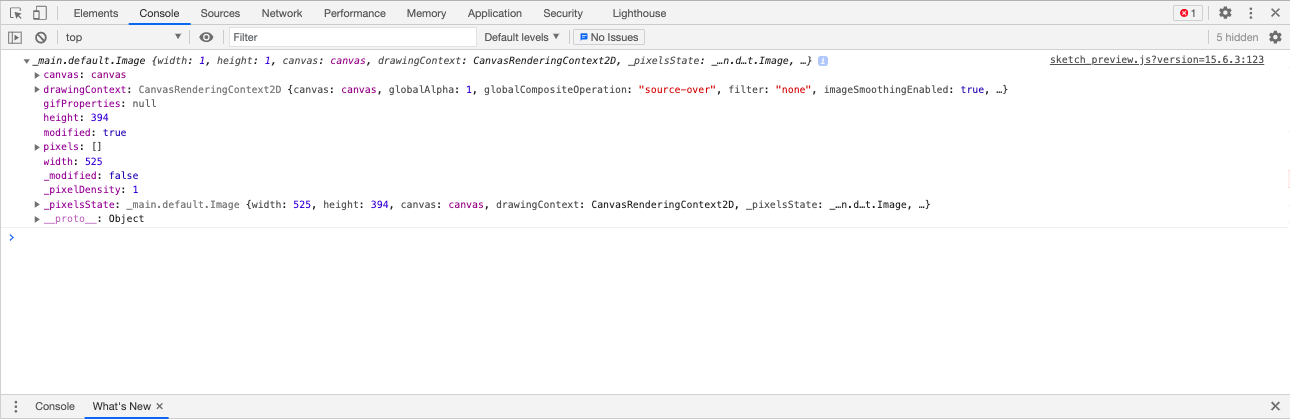 Elements Console Sources Network Performance Memory Application Security Lighthouse 1
top Filter Default levels No Issues 5 hidden
_main.default.Image {width: 1, height: 1, canvas: canvas, drawingContext: CanvasRenderingContext2D, _pixelsState: _…n.d…t.Image, …} i sketch_preview.js?version=15.6.3:123
canvas: canvas
drawingContext: CanvasRenderingContext2D {canvas: canvas, globalAlpha: 1, globalCompositeOperation: "source-over", filter: "none", imageSmoothingEnabled: true, …}
gifProperties: null
height: 394
modified: true
pixels: []
width: 525
_modified: false
_pixelDensity: 1
_pixelsState: _main.default.Image {width: 525, height: 394, canvas: canvas, drawingContext: CanvasRenderingContext2D, _pixelsState: _…n.d…t.Image, …}
__proto__: Object
Console What's New